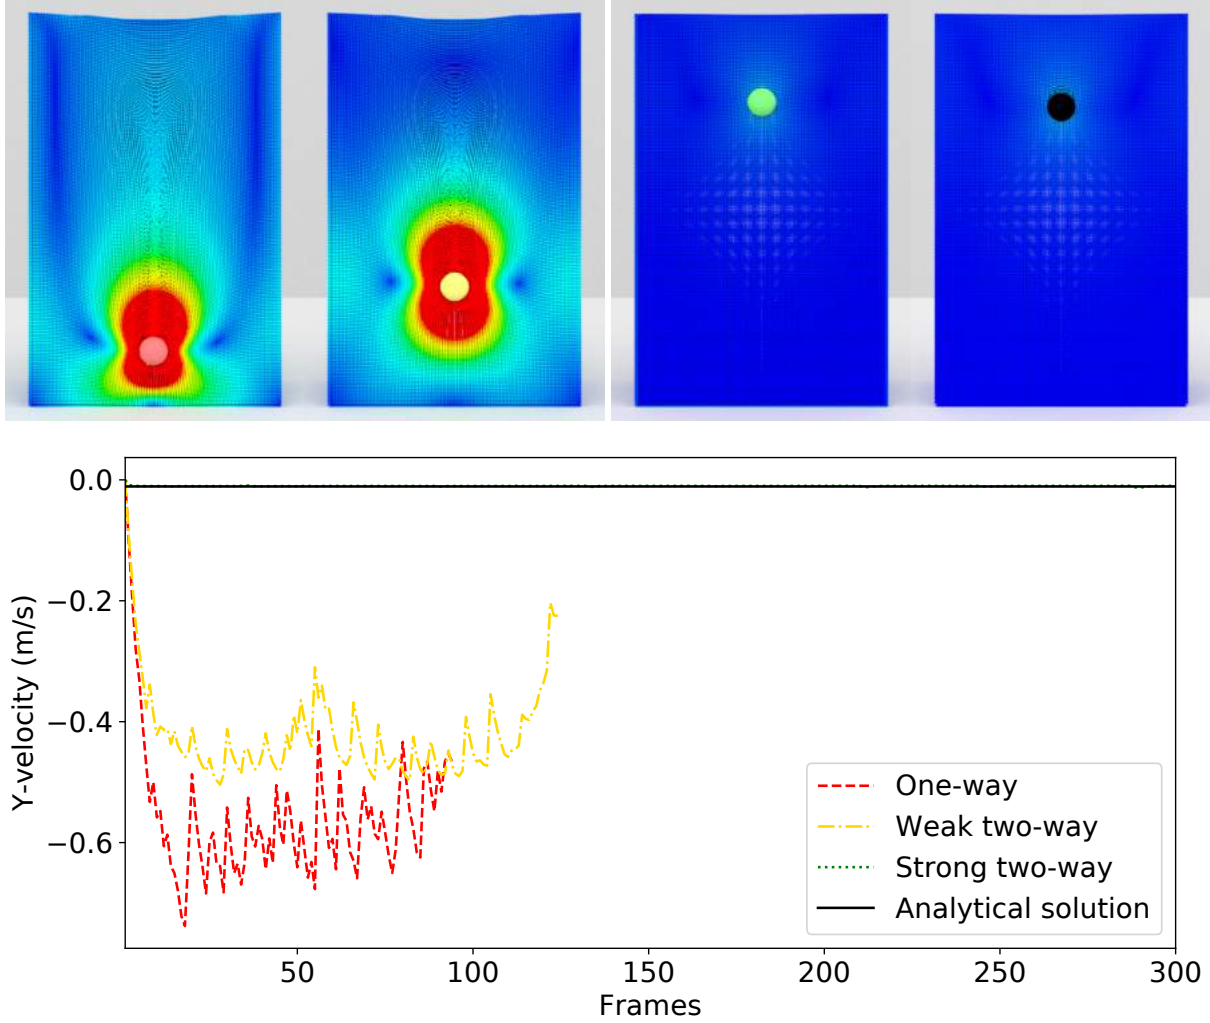 0.0
−0.2
−0.4
−0.6
Y-velocity (m/s)
One-way
Weak two-way
Strong two-way
Analytical solution
50 100 150 200 250 300
Frames